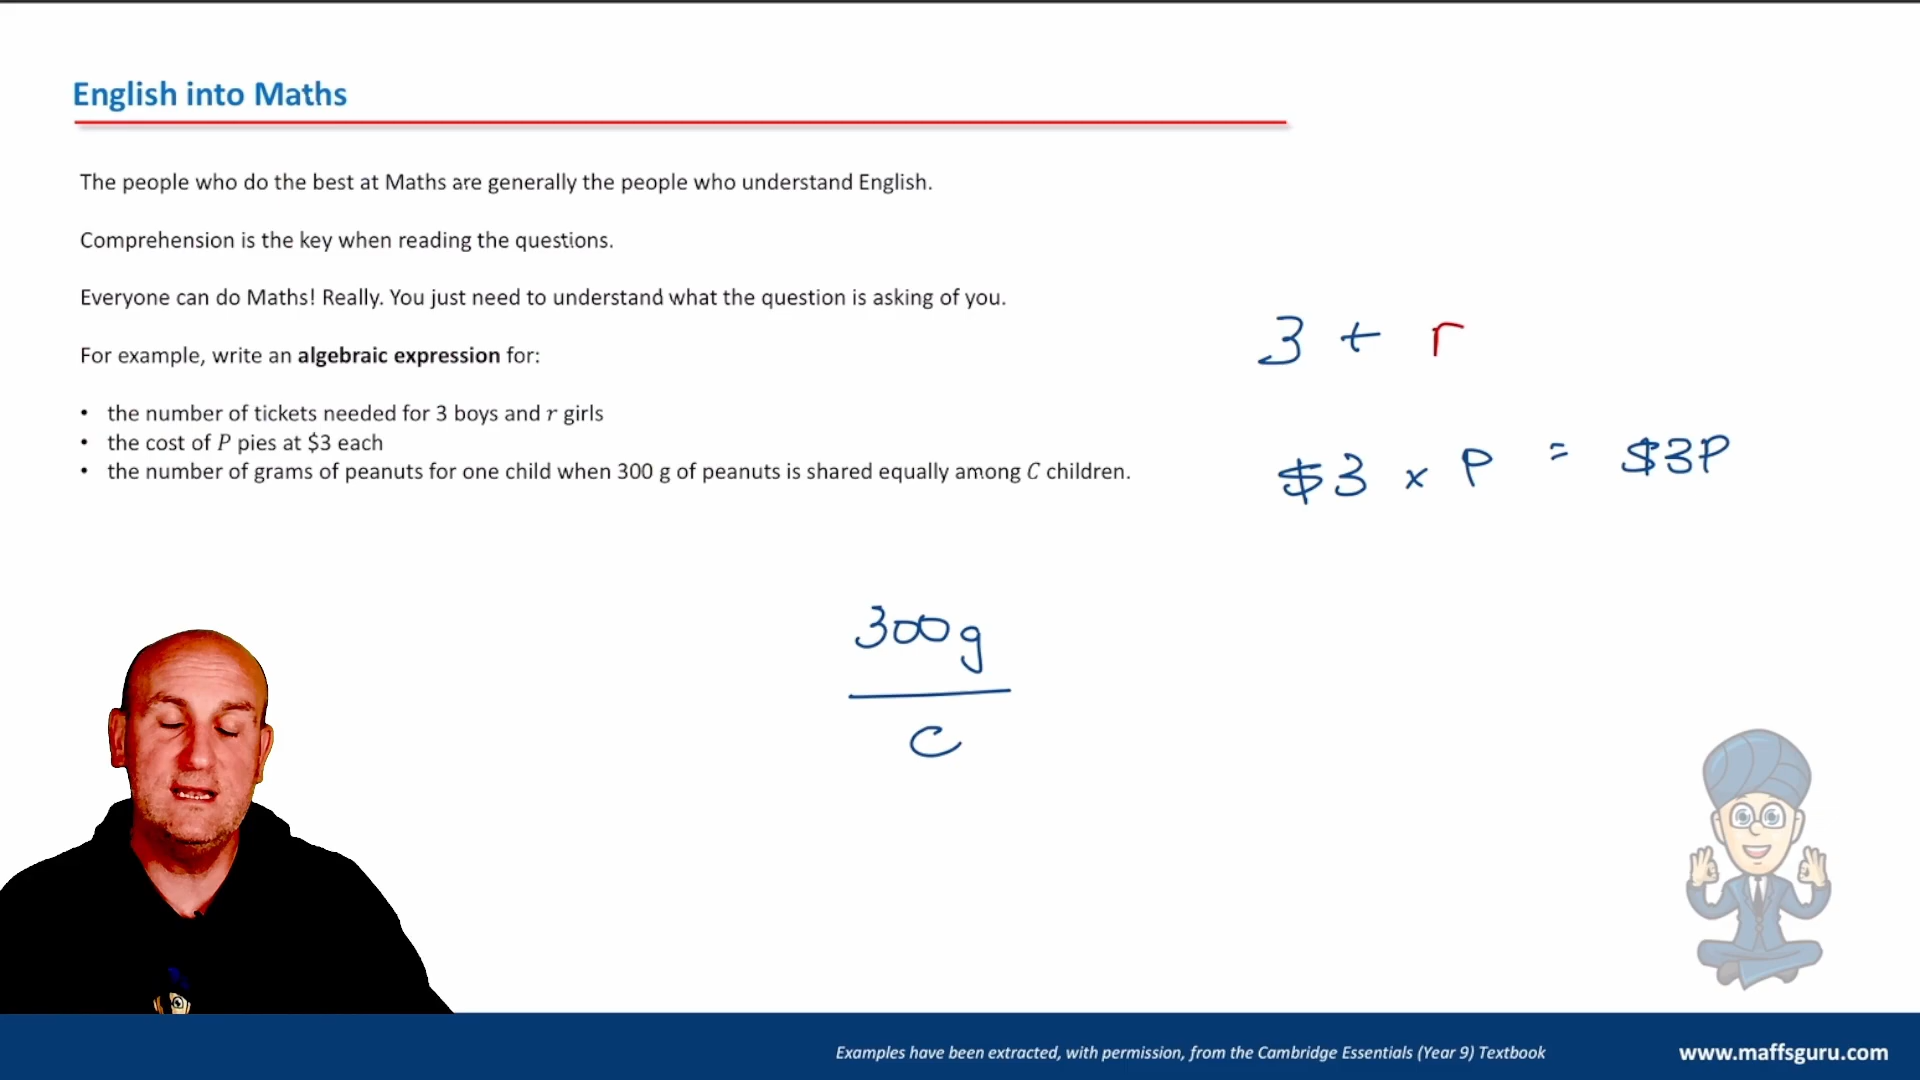 English into Maths
The people who do the best at Maths are generally the people who understand English.
Comprehension is the key when reading the questions.
Everyone can do Maths! Really. You just need to understand what the question is asking of you.
For example, write an algebraic expression for:
• the number of tickets needed for 3 boys and r girls
• the cost of P pies at $3 each
• the number of grams of peanuts for one child when 300 g of peanuts is shared equally among C children.
3 + r
$3 × P = $3P
300g
C
Examples have been extracted, with permission, from the Cambridge Essentials (Year 9) Textbook
www.maffsguru.com